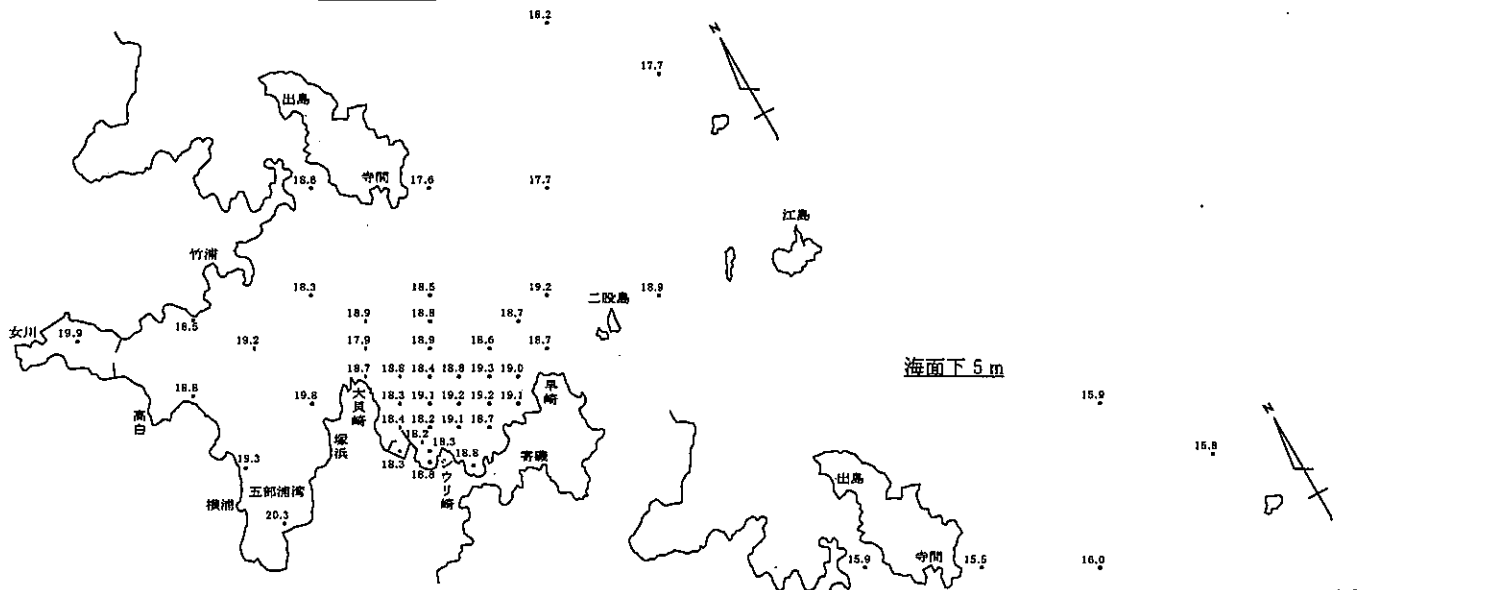 18.2
17.7
N
出島
寺間
18.6
17.6
17.7
江島
竹浦
18.3
18.5
19.2
二股島
18.9
18.9
18.8
18.7
女川
19.9
18.5
19.2
17.9
18.9
18.6
18.7
18.7
18.8
18.4
18.8
19.3
19.0
早崎
大貝崎
18.8
19.8
18.3
19.1
19.2
19.2
19.1
高白
塚浜
18.4
18.2
19.1
18.7
18.2
18.3
寄磯
18.3
18.8
18.8
シウリ崎
19.3
横浦
五部浦湾
20.3
海面下 5 m
15.9
15.8
N
出島
寺間
15.9
15.5
16.0